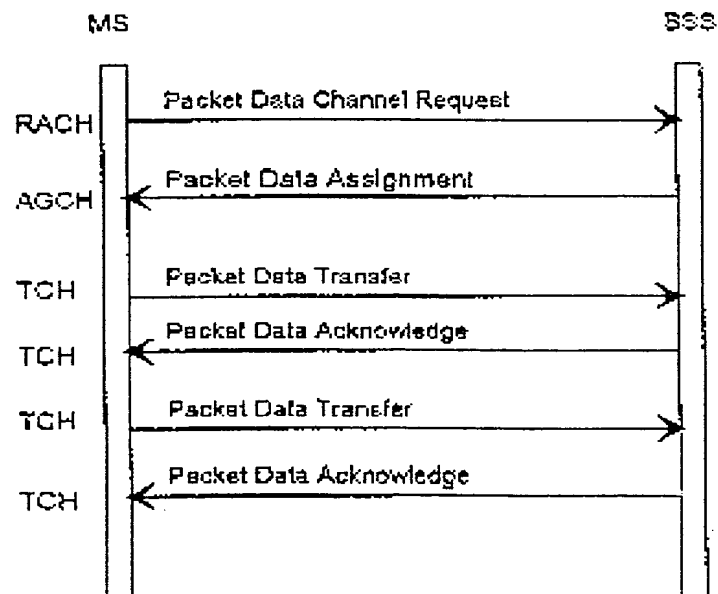 MS BSS
Packet Data Channel Request
RACH
Packet Data Assignment
AGCH
Packet Data Transfer
TCH
Packet Data Acknowledge
TCH
Packet Data Transfer
TCH
Packet Data Acknowledge
TCH